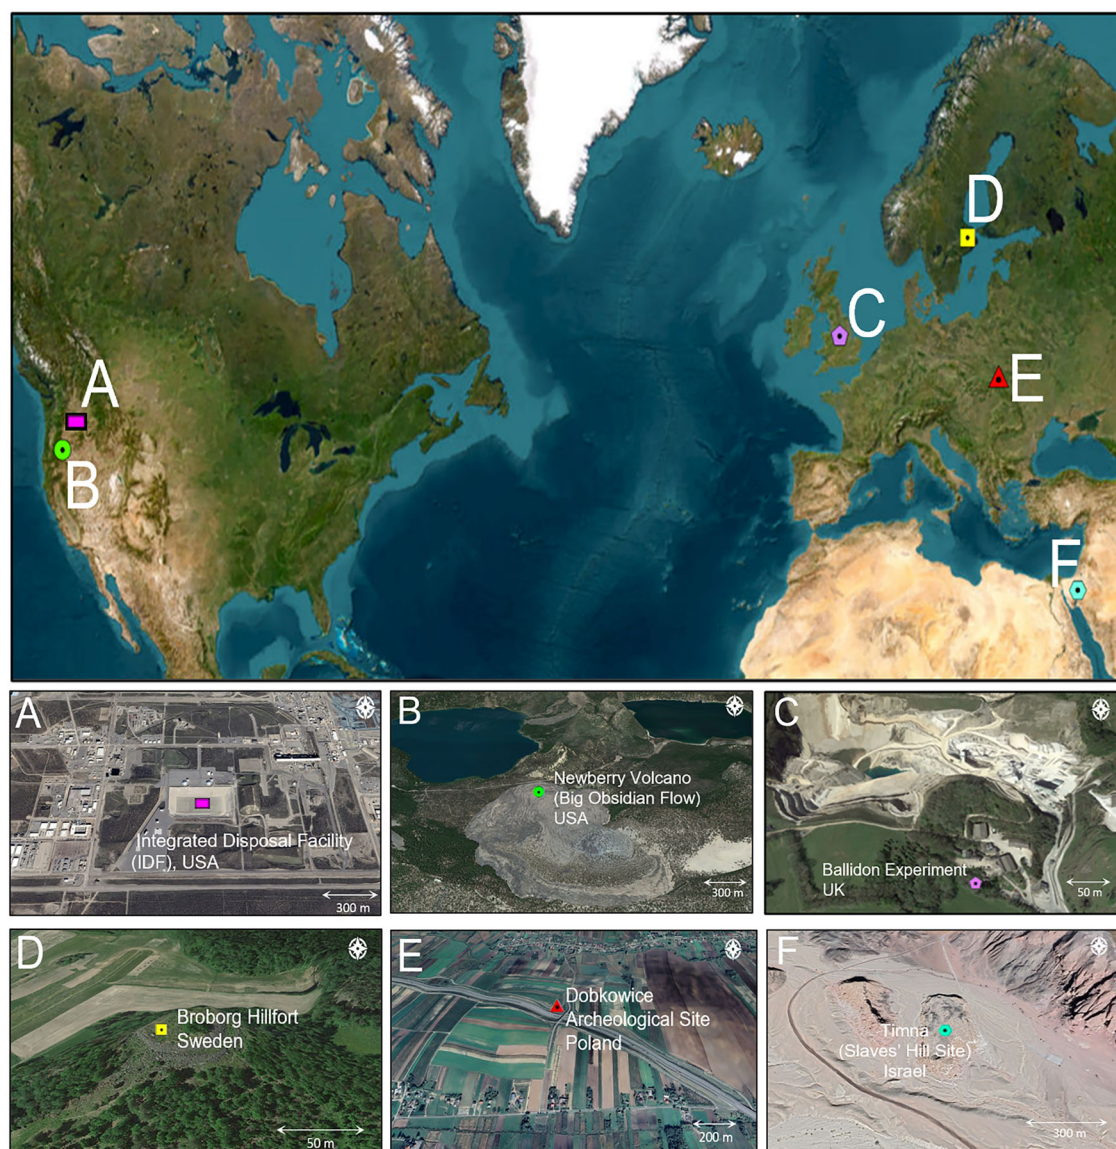 D
C
A
E
B
F
A
Integrated Disposal Facility
(IDF), USA
300 m
B
Newberry Volcano
(Big Obsidian Flow)
USA
300 m
C
Ballidon Experiment
UK
50 m
D
Broborg Hillfort
Sweden
50 m
E
Dobkowice
Archeological Site
Poland
200 m
F
Timna
(Slaves' Hill Site)
Israel
300 m